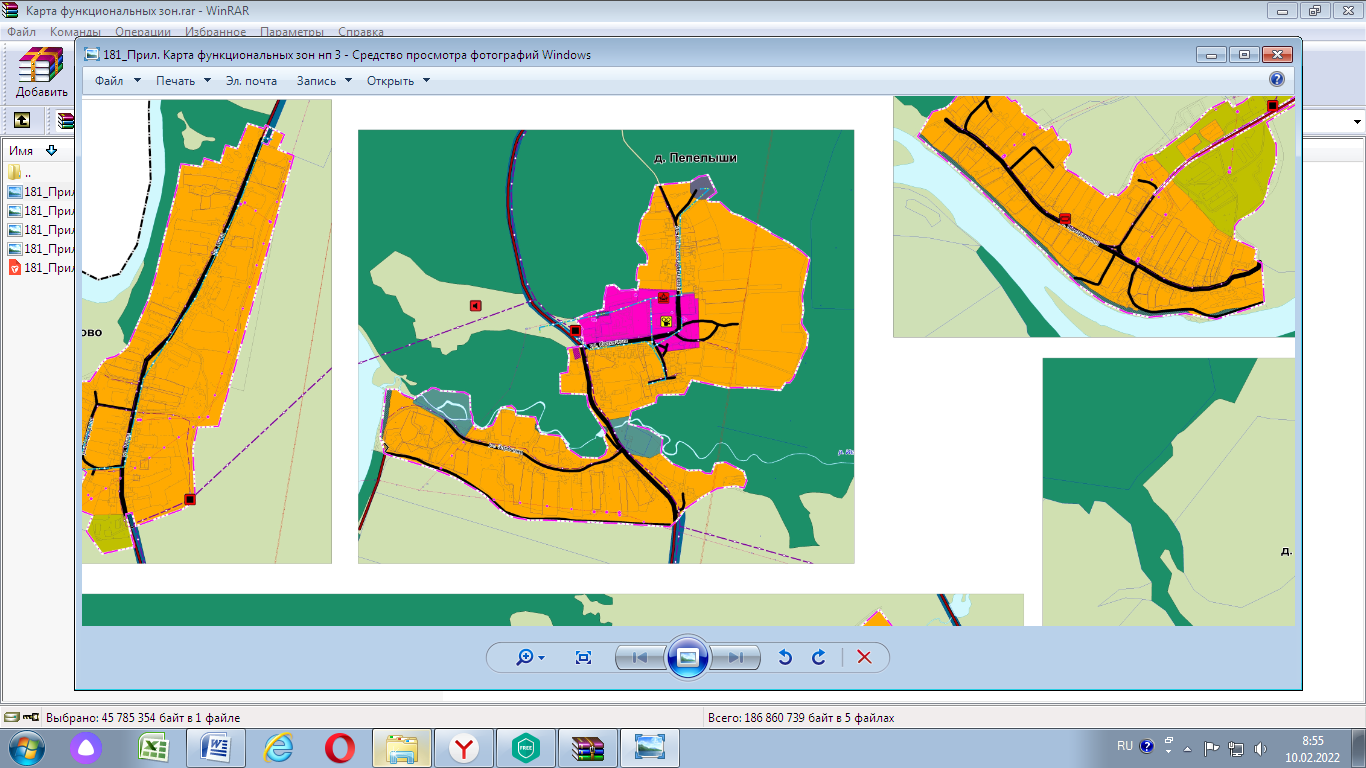 Карта функциональных зон.rar - WinRAR
Файл Команды Операции Избранное Параметры Справка
181_Прил. Карта функциональных зон нп 3 - Средство просмотра фотографий Windows
Файл Печать Эл. почта Запись Открыть
Добавить
Имя
..
181_Прил
181_Прил
181_Прил
181_Прил
181_Прил
д. Пепелыши
ово
д.
Выбрано: 45 785 354 байт в 1 файле
Всего: 186 860 739 байт в 5 файлах
RU
8:55
10.02.2022
FREE